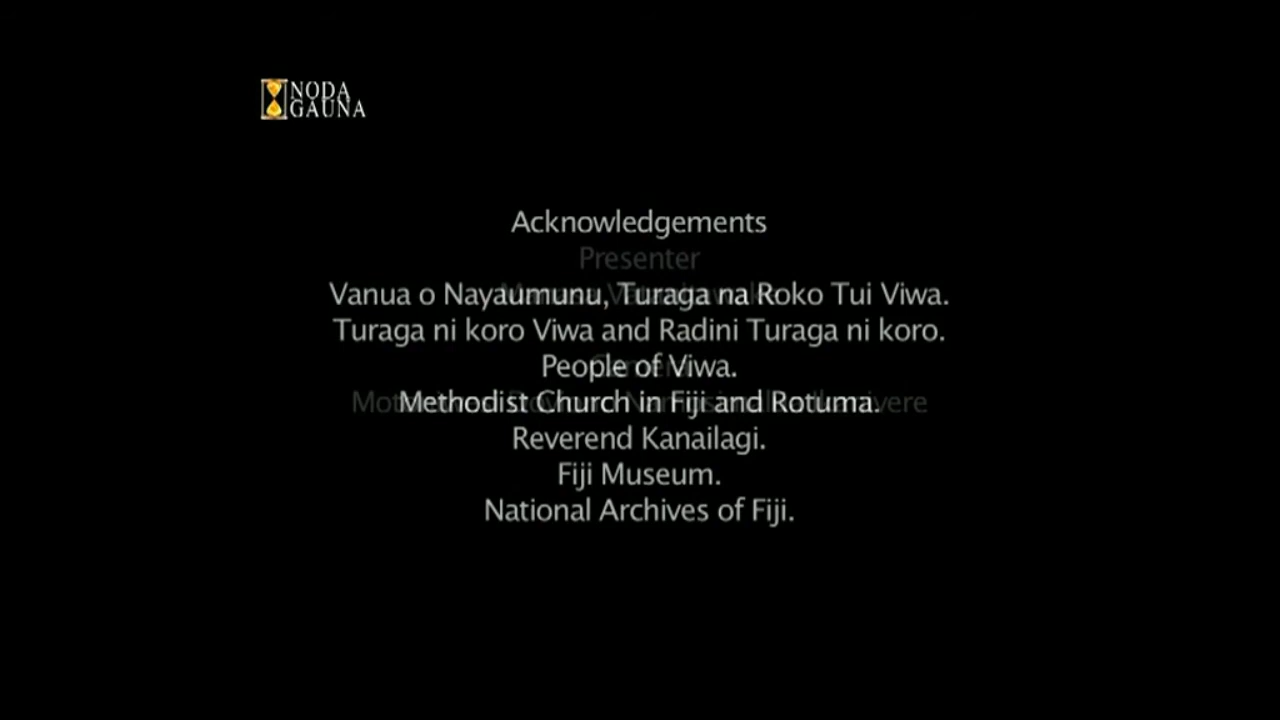 NODA
GAUNA
Acknowledgements
Presenter
Vanua o Nayaumunu, Turaga na Roko Tui Viwa.
Turaga ni koro Viwa and Radini Turaga ni koro.
People of Viwa.
Camera
Methodist Church in Fiji and Rotuma.
Reverend Kanailagi.
Fiji Museum.
National Archives of Fiji.